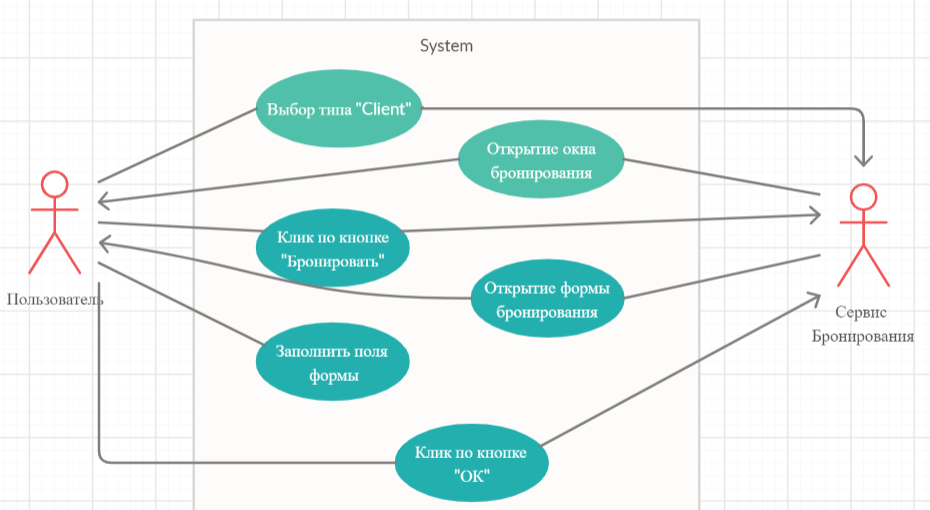 System
Выбор типа "Client"
Открытие окна
бронирования
Клик по кнопке
"Бронировать"
Открытие формы
бронирования
Пользователь
Сервис
Бронирования
Заполнить поля
формы
Клик по кнопке
"ОК"